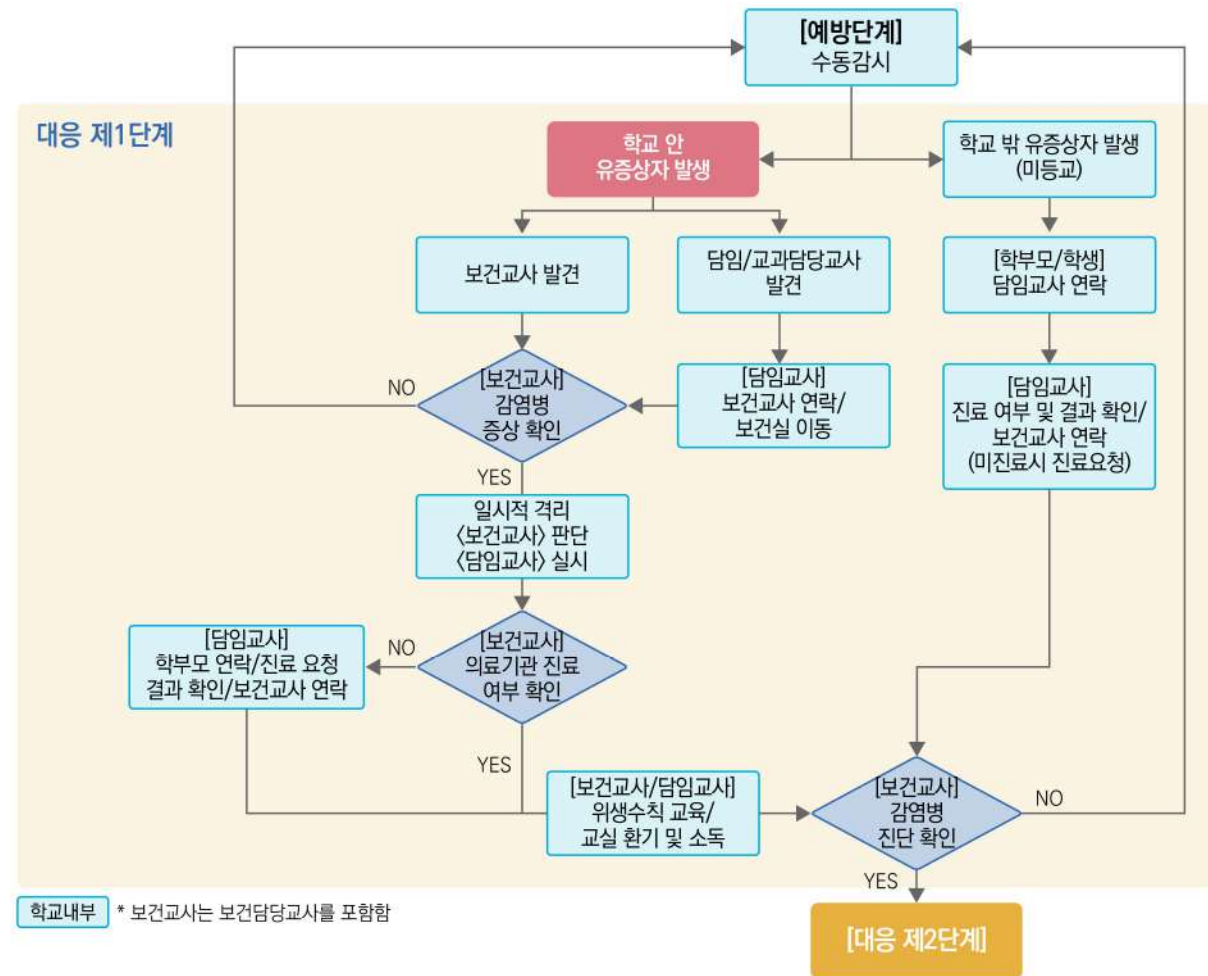 [예방단계]
수동감시
대응 제1단계
학교 안
유증상자 발생
학교 밖 유증상자 발생
(미등교)
보건교사 발견
담임/교과담당교사
발견
[학부모/학생]
담임교사 연락
[보건교사]
감염병
증상 확인
NO
YES
[담임교사]
보건교사 연락/
보건실 이동
[담임교사]
진료 여부 및 결과 확인/
보건교사 연락
(미진료시 진료요청)
일시적 격리
〈보건교사〉 판단
〈담임교사〉 실시
[담임교사]
학부모 연락/진료 요청
결과 확인/보건교사 연락
NO
[보건교사]
의료기관 진료
여부 확인
YES
[보건교사/담임교사]
위생수칙 교육/
교실 환기 및 소독
[보건교사]
감염병
진단 확인
NO
YES
학교내부 * 보건교사는 보건담당교사를 포함함
[대응 제2단계]